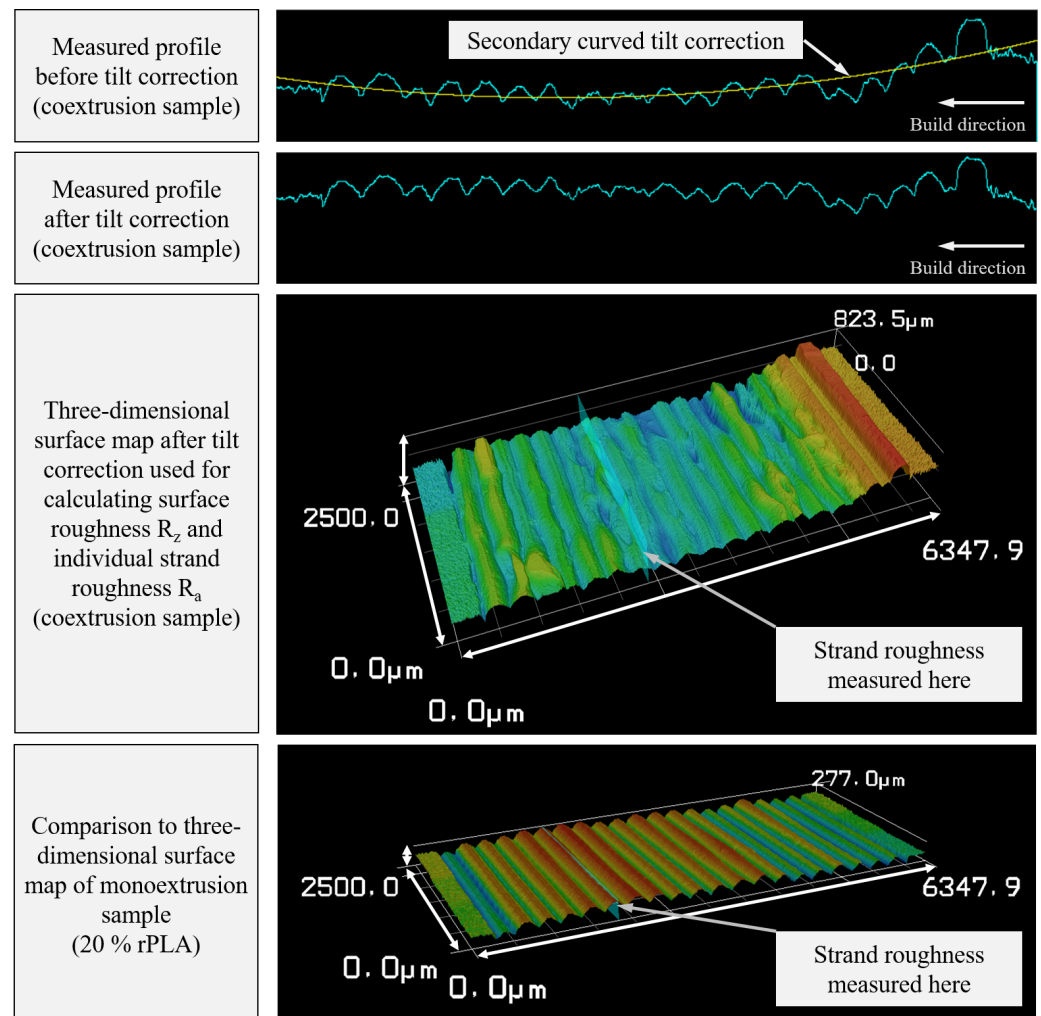 Measured profile
before tilt correction
(coextrusion sample)
Secondary curved tilt correction
Build direction
Measured profile
after tilt correction
(coextrusion sample)
Build direction
Three-dimensional
surface map after tilt
correction used for
calculating surface
roughness Rz and
individual strand
roughness Ra
(coextrusion sample)
823.5μm
0,0
2500,0
6347.9
0,0μm
0,0μm
Strand roughness
measured here
Comparison to three-
dimensional surface
map of monoextrusion
sample
(20 % rPLA)
277.0μm
2500,0
6347.9
0,0μm
0,0μm
Strand roughness
measured here